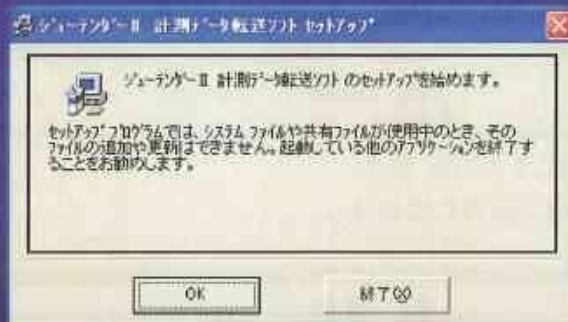 ジューテンダーⅡ 計測データ転送ソフト セットアップ
ジューテンダーⅡ 計測データ転送ソフト のセットアップを始めます。
セットアップ プログラムでは、システム ファイルや共有ファイルが使用中のとき、その
ファイルの追加や更新はできません。起動している他のアプリケーションを終了す
ることをお勧めします。
OK
終了(X)